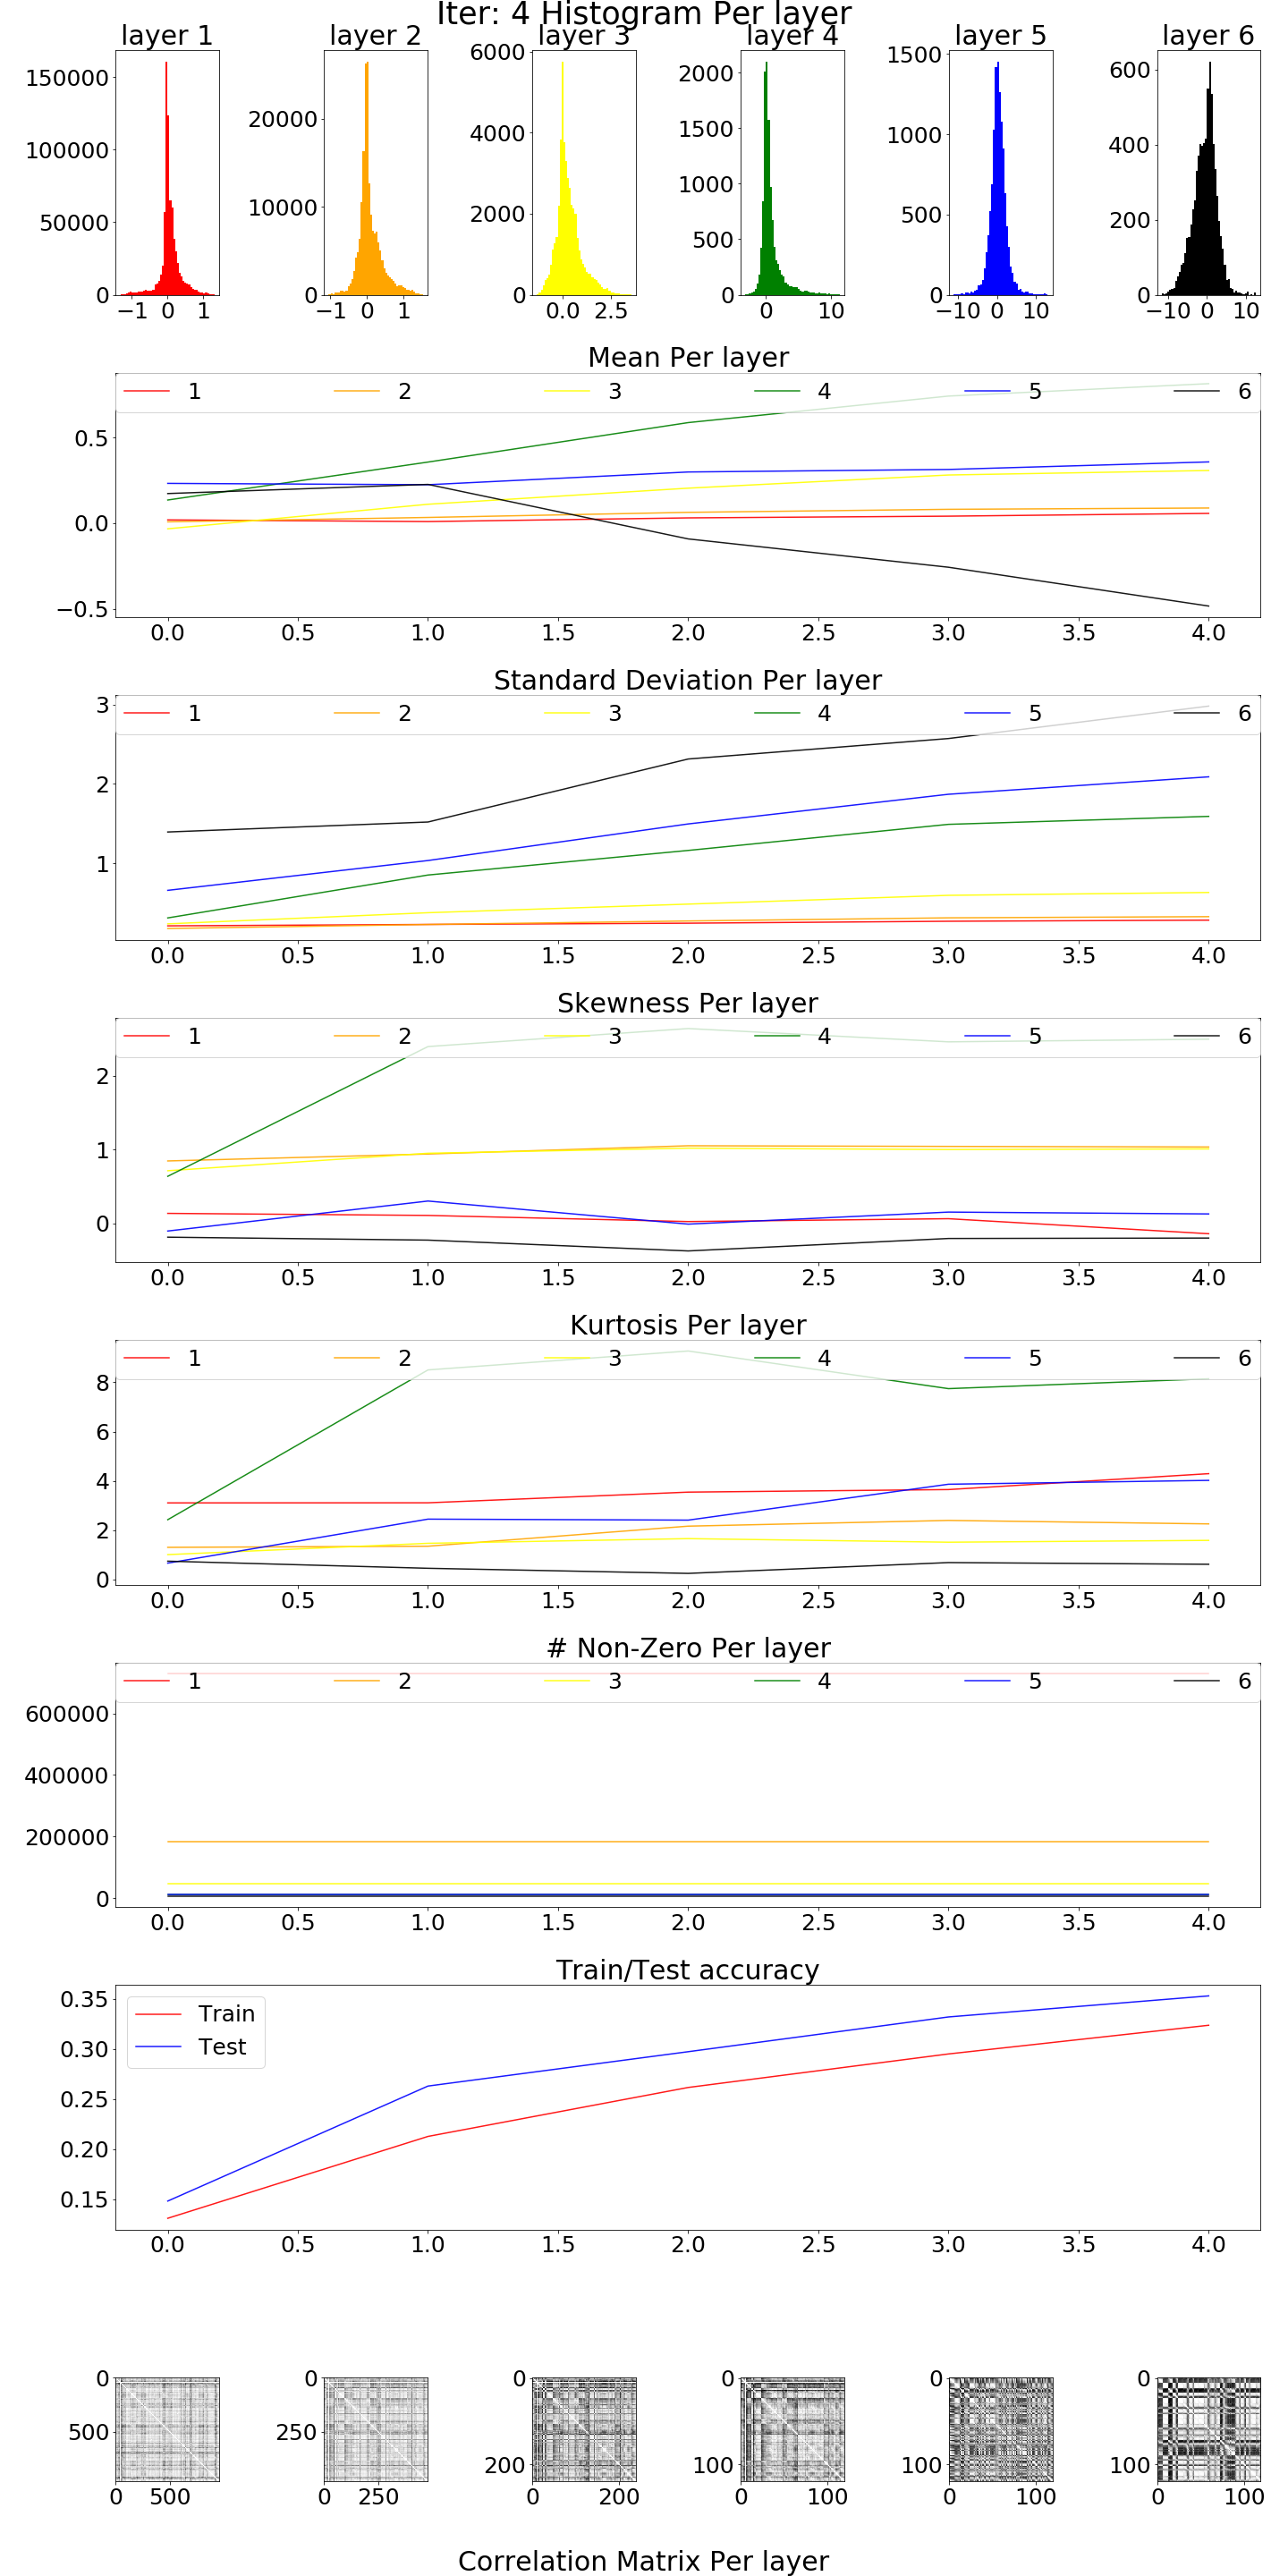 Iter: 4 Histogram Per layer
layer 1 layer 2 layer 3 layer 4 layer 5 layer 6
150000 100000 50000 0
20000 10000 0
6000 4000 2000 0
2000 1500 1000 500 0
1500 1000 500 0
600 400 200 0
−1 0 1 −1 0 1 0.0 2.5 0 10 −10 0 10 −10 0 10
Mean Per layer
1 2 3 4 5 6
0.5
0.0
−0.5
0.0 0.5 1.0 1.5 2.0 2.5 3.0 3.5 4.0
Standard Deviation Per layer
3
1 2 3 4 5 6
2
1
0.0 0.5 1.0 1.5 2.0 2.5 3.0 3.5 4.0
Skewness Per layer
1 2 3 4 5 6
2
1
0
0.0 0.5 1.0 1.5 2.0 2.5 3.0 3.5 4.0
Kurtosis Per layer
1 2 3 4 5 6
8
6
4
2
0
0.0 0.5 1.0 1.5 2.0 2.5 3.0 3.5 4.0
# Non-Zero Per layer
1 2 3 4 5 6
600000
400000
200000
0
0.0 0.5 1.0 1.5 2.0 2.5 3.0 3.5 4.0
Train/Test accuracy
0.35
Train
0.30
Test
0.25
0.20
0.15
0.0 0.5 1.0 1.5 2.0 2.5 3.0 3.5 4.0
0 0 0 0 0 0
500 250 200 100 100 100
0 500 0 250 0 200 0 100 0 100 0 100
Correlation Matrix Per layer